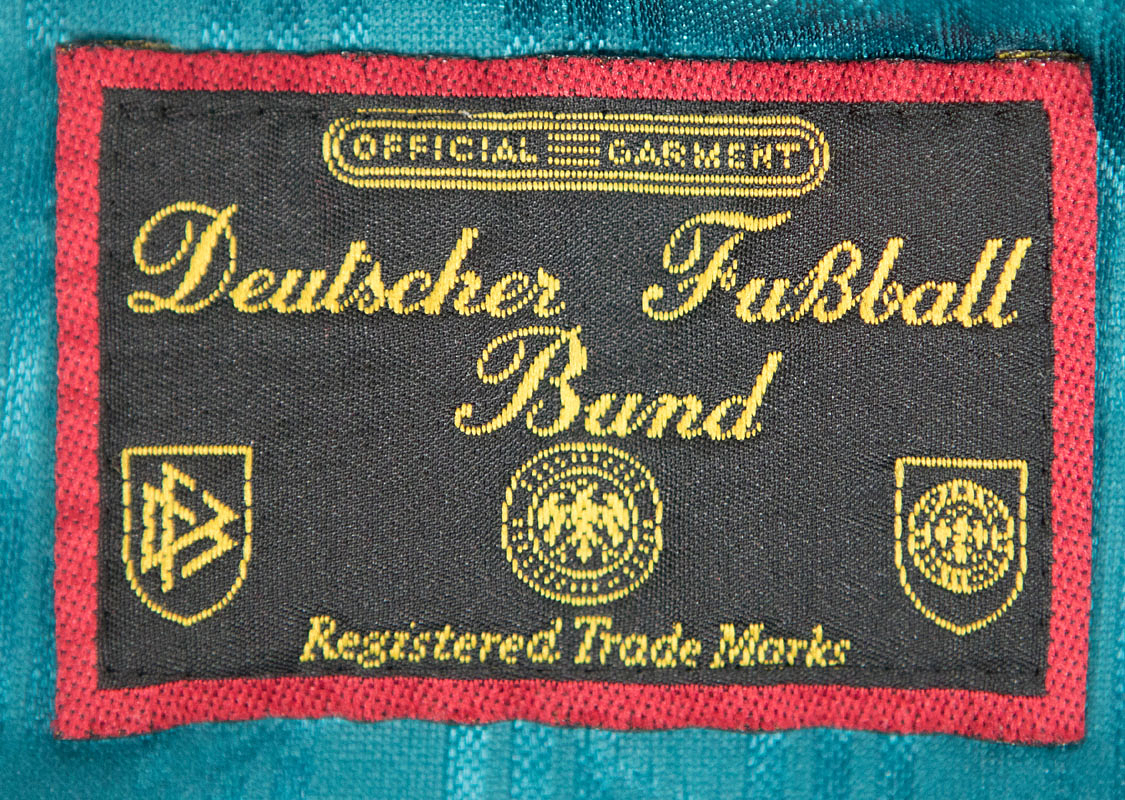 OFFICIAL GARMENT
Deutscher Fußball
Bund
Registered Trade Marks